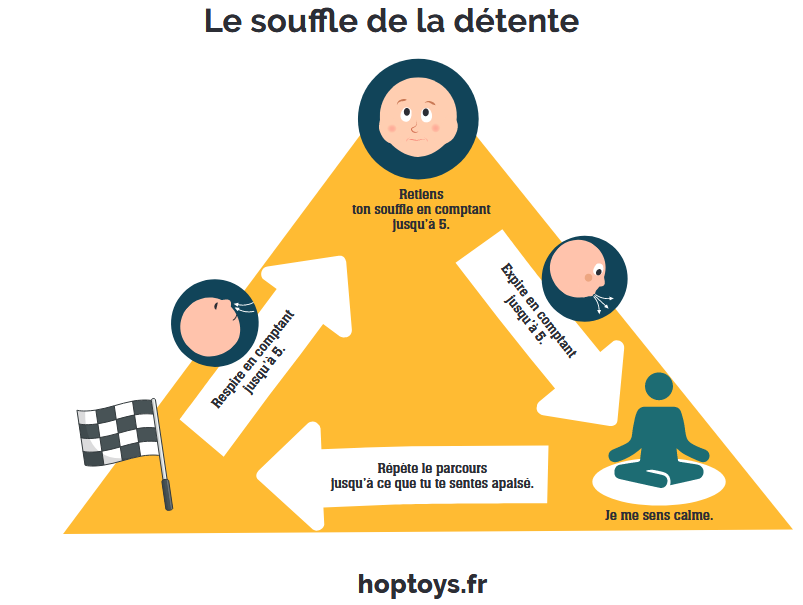 Le souffle de la détente
Retiens
ton souffle en comptant
jusqu'à 5.
Respire en comptant
jusqu'à 5.
Expire en comptant
jusqu'à 5.
Répète le parcours
jusqu'à ce que tu te sentes apaisé.
Je me sens calme.
hoptoys.fr